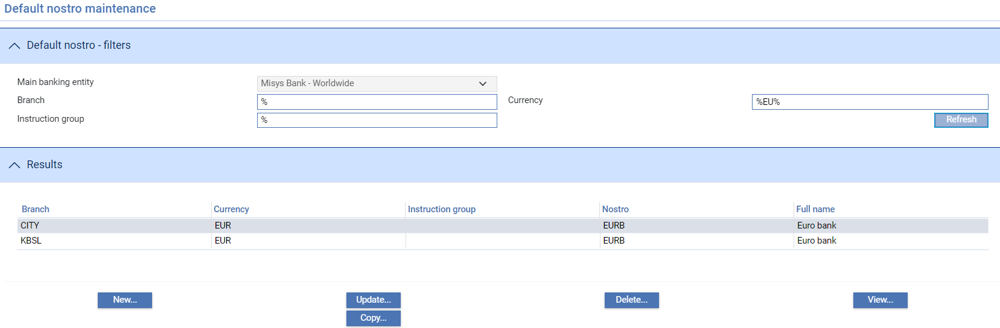 Default nostro maintenance
Default nostro - filters
Main banking entity Misys Bank - Worldwide
Branch % Currency %EU%
Instruction group % Refresh
Results
Branch Currency Instruction group Nostro Full name
CITY EUR EURB Euro bank
KBSL EUR EURB Euro bank
New... Update... Delete... View...
Copy...